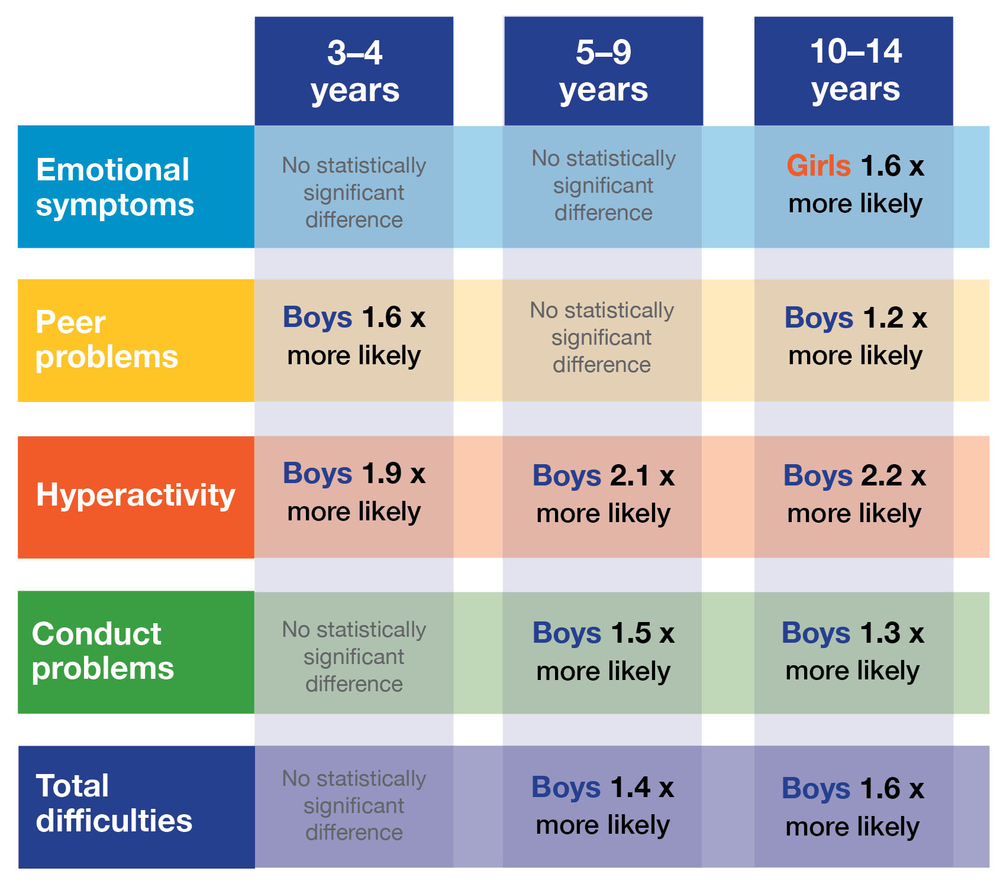 3–4
years
5–9
years
10–14
years
Emotional
symptoms
No statistically
significant
difference
No statistically
significant
difference
Girls 1.6 x
more likely
Peer
problems
Boys 1.6 x
more likely
No statistically
significant
difference
Boys 1.2 x
more likely
Hyperactivity
Boys 1.9 x
more likely
Boys 2.1 x
more likely
Boys 2.2 x
more likely
Conduct
problems
No statistically
significant
difference
Boys 1.5 x
more likely
Boys 1.3 x
more likely
Total
difficulties
No statistically
significant
difference
Boys 1.4 x
more likely
Boys 1.6 x
more likely